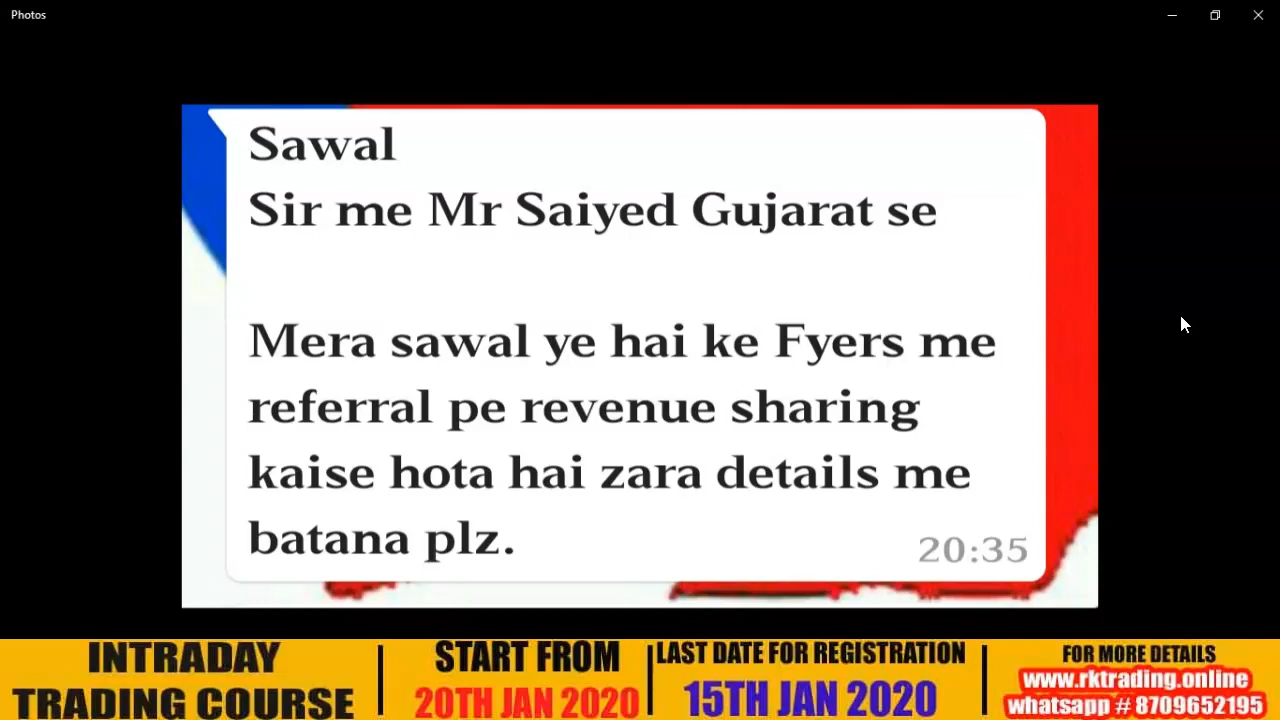 Photos
Sawal
Sir me Mr Saiyed Gujarat se
Mera sawal ye hai ke Fyers me
referral pe revenue sharing
kaise hota hai zara details me
batana plz.
20:35
INTRADAY
TRADING COURSE
START FROM
20TH JAN 2020
LAST DATE FOR REGISTRATION
15TH JAN 2020
FOR MORE DETAILS
www.rktrading.online
whatsapp # 8709652195